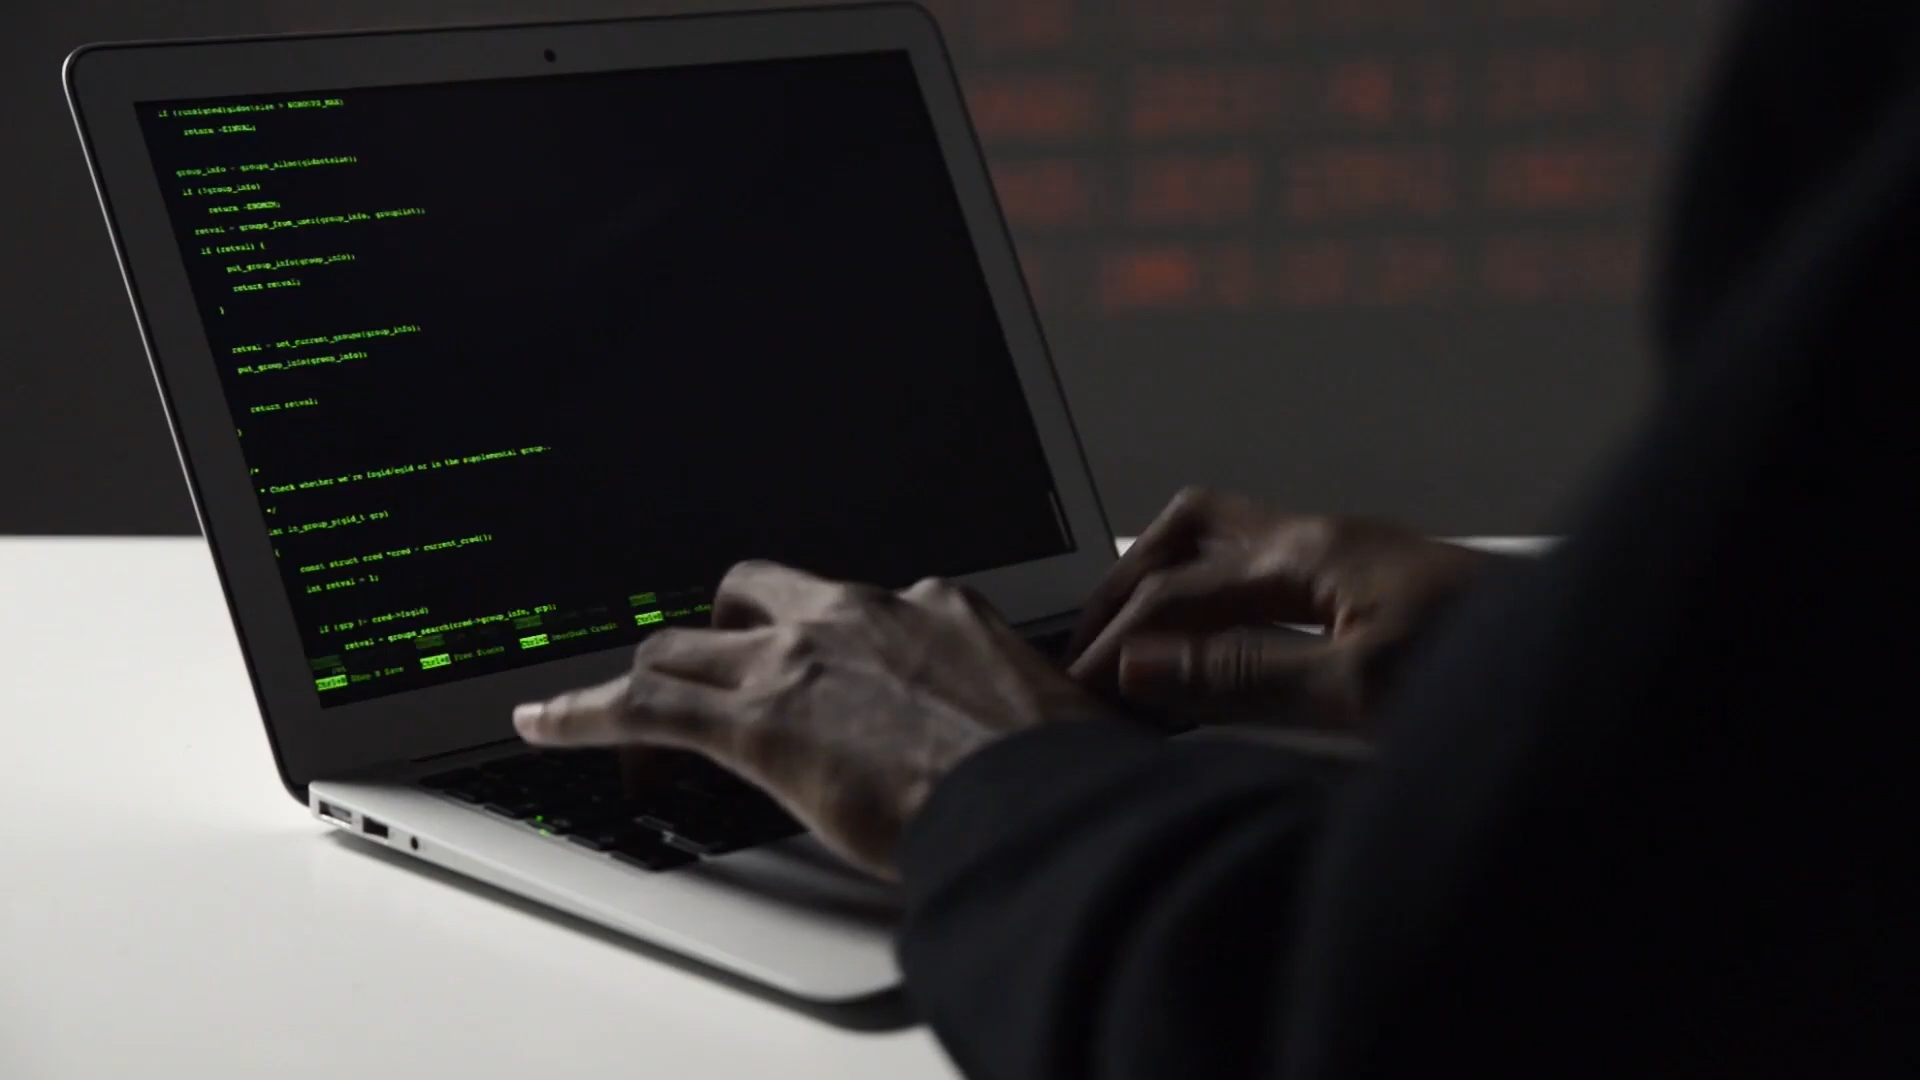 if ((unsigned)gidsetsize > NGROUPS_MAX)
return -EINVAL;
group_info = groups_alloc(gidsetsize);
if (!group_info)
return -ENOMEM;
retval = groups_from_user(group_info, grouplist);
if (retval) {
put_group_info(group_info);
return retval;
}
retval = set_current_groups(group_info);
put_group_info(group_info);
return retval;
}
/*
* Check whether we're fsgid/egid or in the supplemental group..
*/
int in_group_p(gid_t grp)
{
const struct cred *cred = current_cred();
int retval = 1;
if (grp != cred->fsgid)
retval = groups_search(cred->group_info, grp);